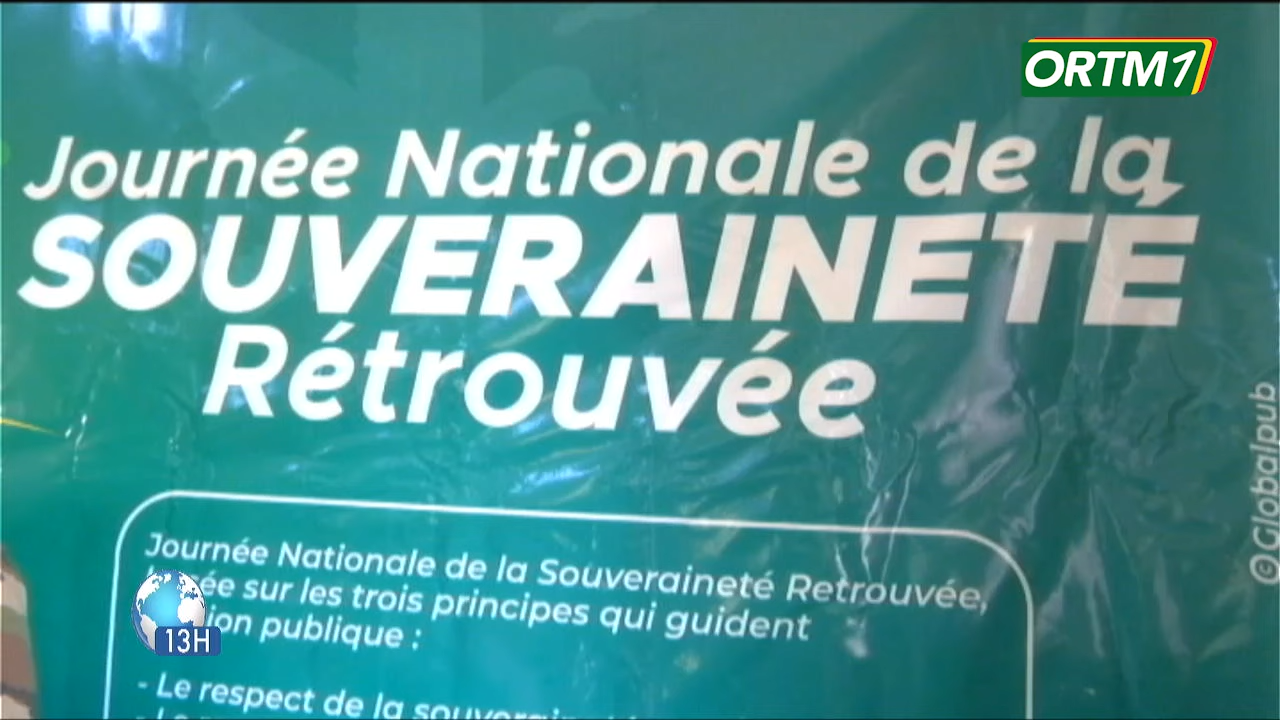 ORTM1
Journée Nationale de la
SOUVERAINETÉ
Rétrouvée
©Globalpub
Journée Nationale de la Souveraineté Retrouvée,
sur les trois principes qui guident
publique :
- Le respect de la
13H